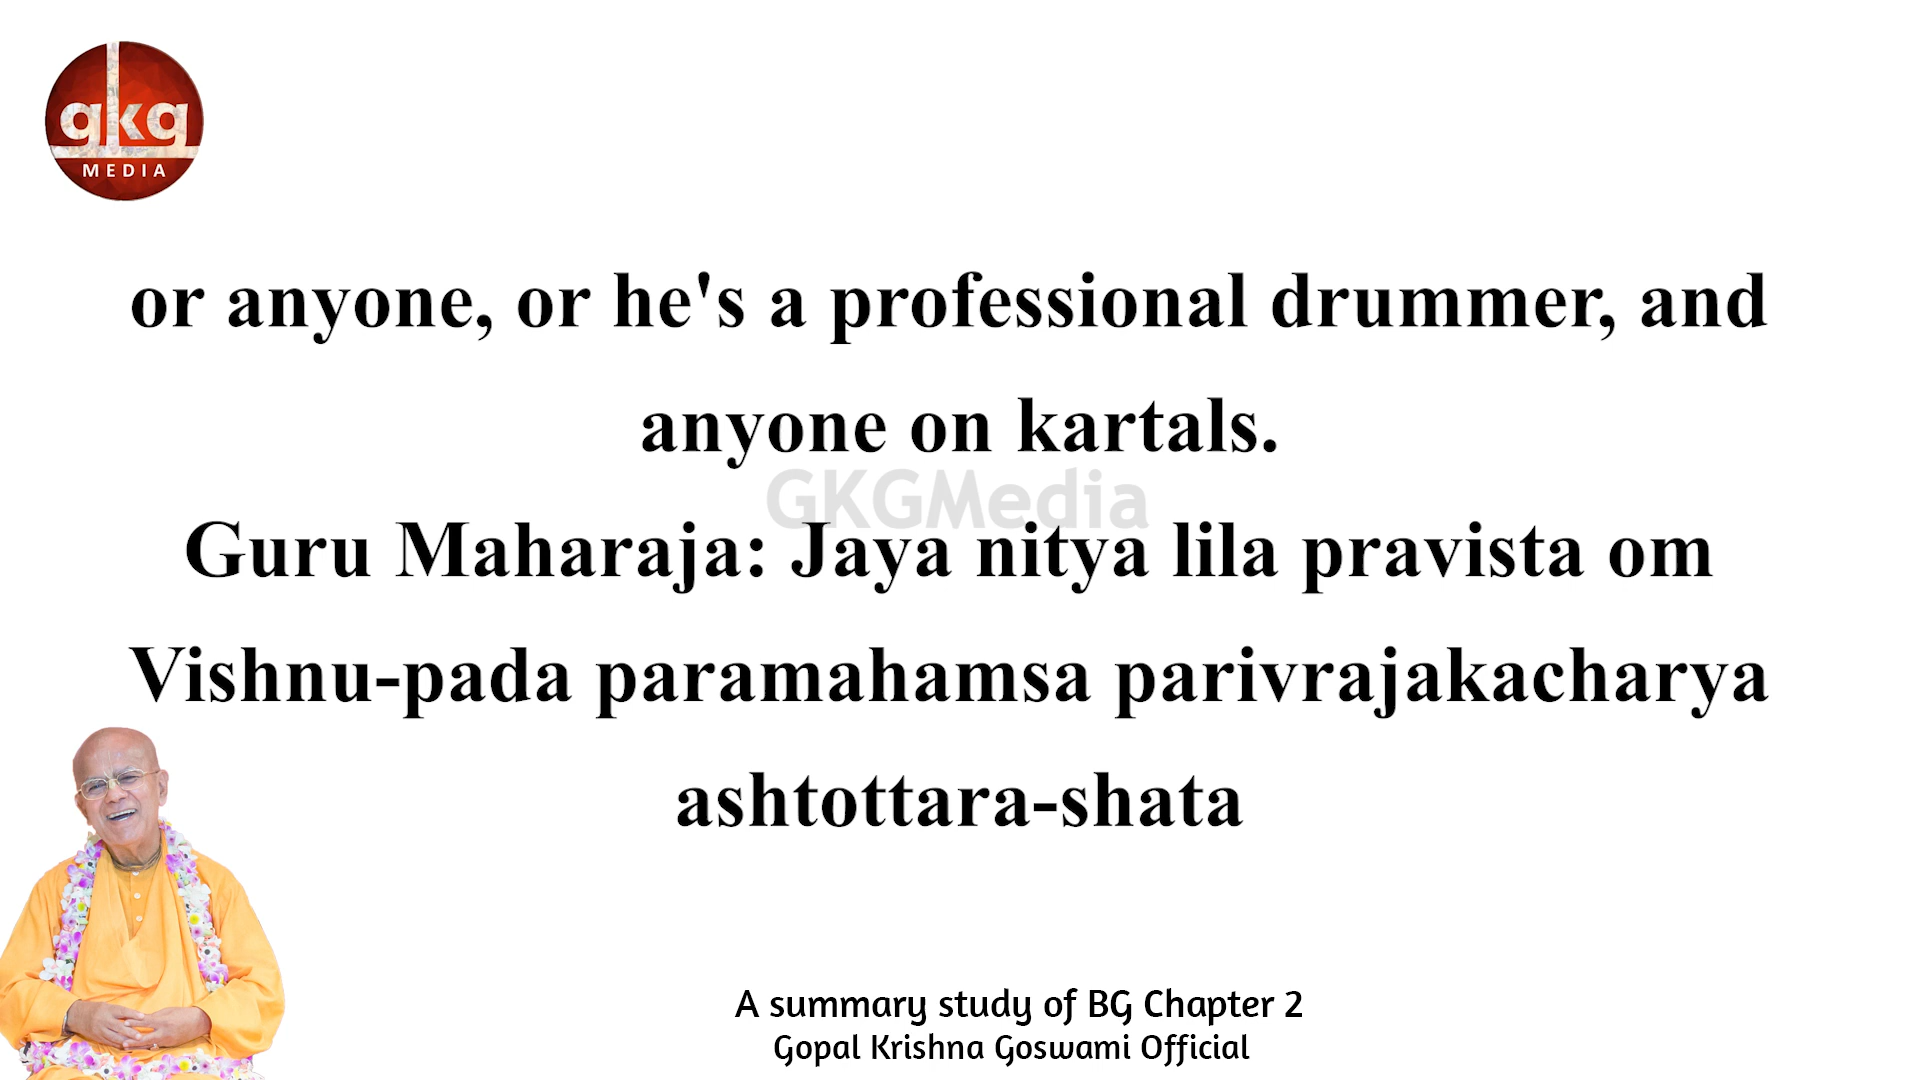 gkg
MEDIA
or anyone, or he's a professional drummer, and
anyone on kartals.
GKGMedia
Guru Maharaja: Jaya nitya lila pravista om
Vishnu-pada paramahamsa parivrajakacharya
ashtottara-shata
A summary study of BG Chapter 2
Gopal Krishna Goswami Official